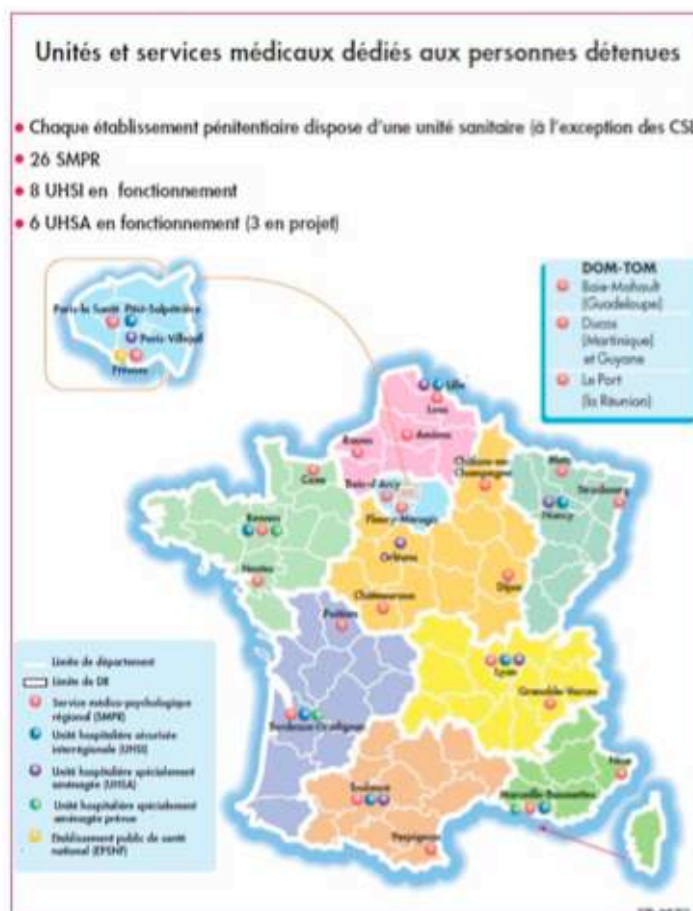 Unités et services médicaux dédiés aux personnes détenues
• Chaque établissement pénitentiaire dispose d'une unité sanitaire (à l'exception des CSL
• 26 SMPR
• 8 UHSI en fonctionnement
• 6 UHSA en fonctionnement (3 en projet)
DOM-TOM
Baie-Mahault
(Guadeloupe)
Ducos
(Martinique)
et Guyane
Le Port
(la Réunion)
Paris-la Santé
Pitié-Salpêtrière
Paris-Villejuif
Fresnes
Lille
Loos
Amiens
Rouen
Caen
Bois-d'Arcy
Fleury-Mérogis
Châlons-en-
Champagne
Metz
Strasbourg
Nancy
Rennes
Nantes
Orléans
Châteauroux
Dijon
Poitiers
Lyon
Grenoble-Varces
Bordeaux-Gradignan
Toulouse
Perpignan
Marseille-Baumettes
Nice
Limite de département
Limite de DR
Service médico-psychologique
régional (SMPR)
Unité hospitalière sécurisée
interrégionale (UHSI)
Unité hospitalière spécialement
aménagée (UHSA)
Unité hospitalière spécialement
aménagée prévue
Etablissement public de santé
national (EPSNF)